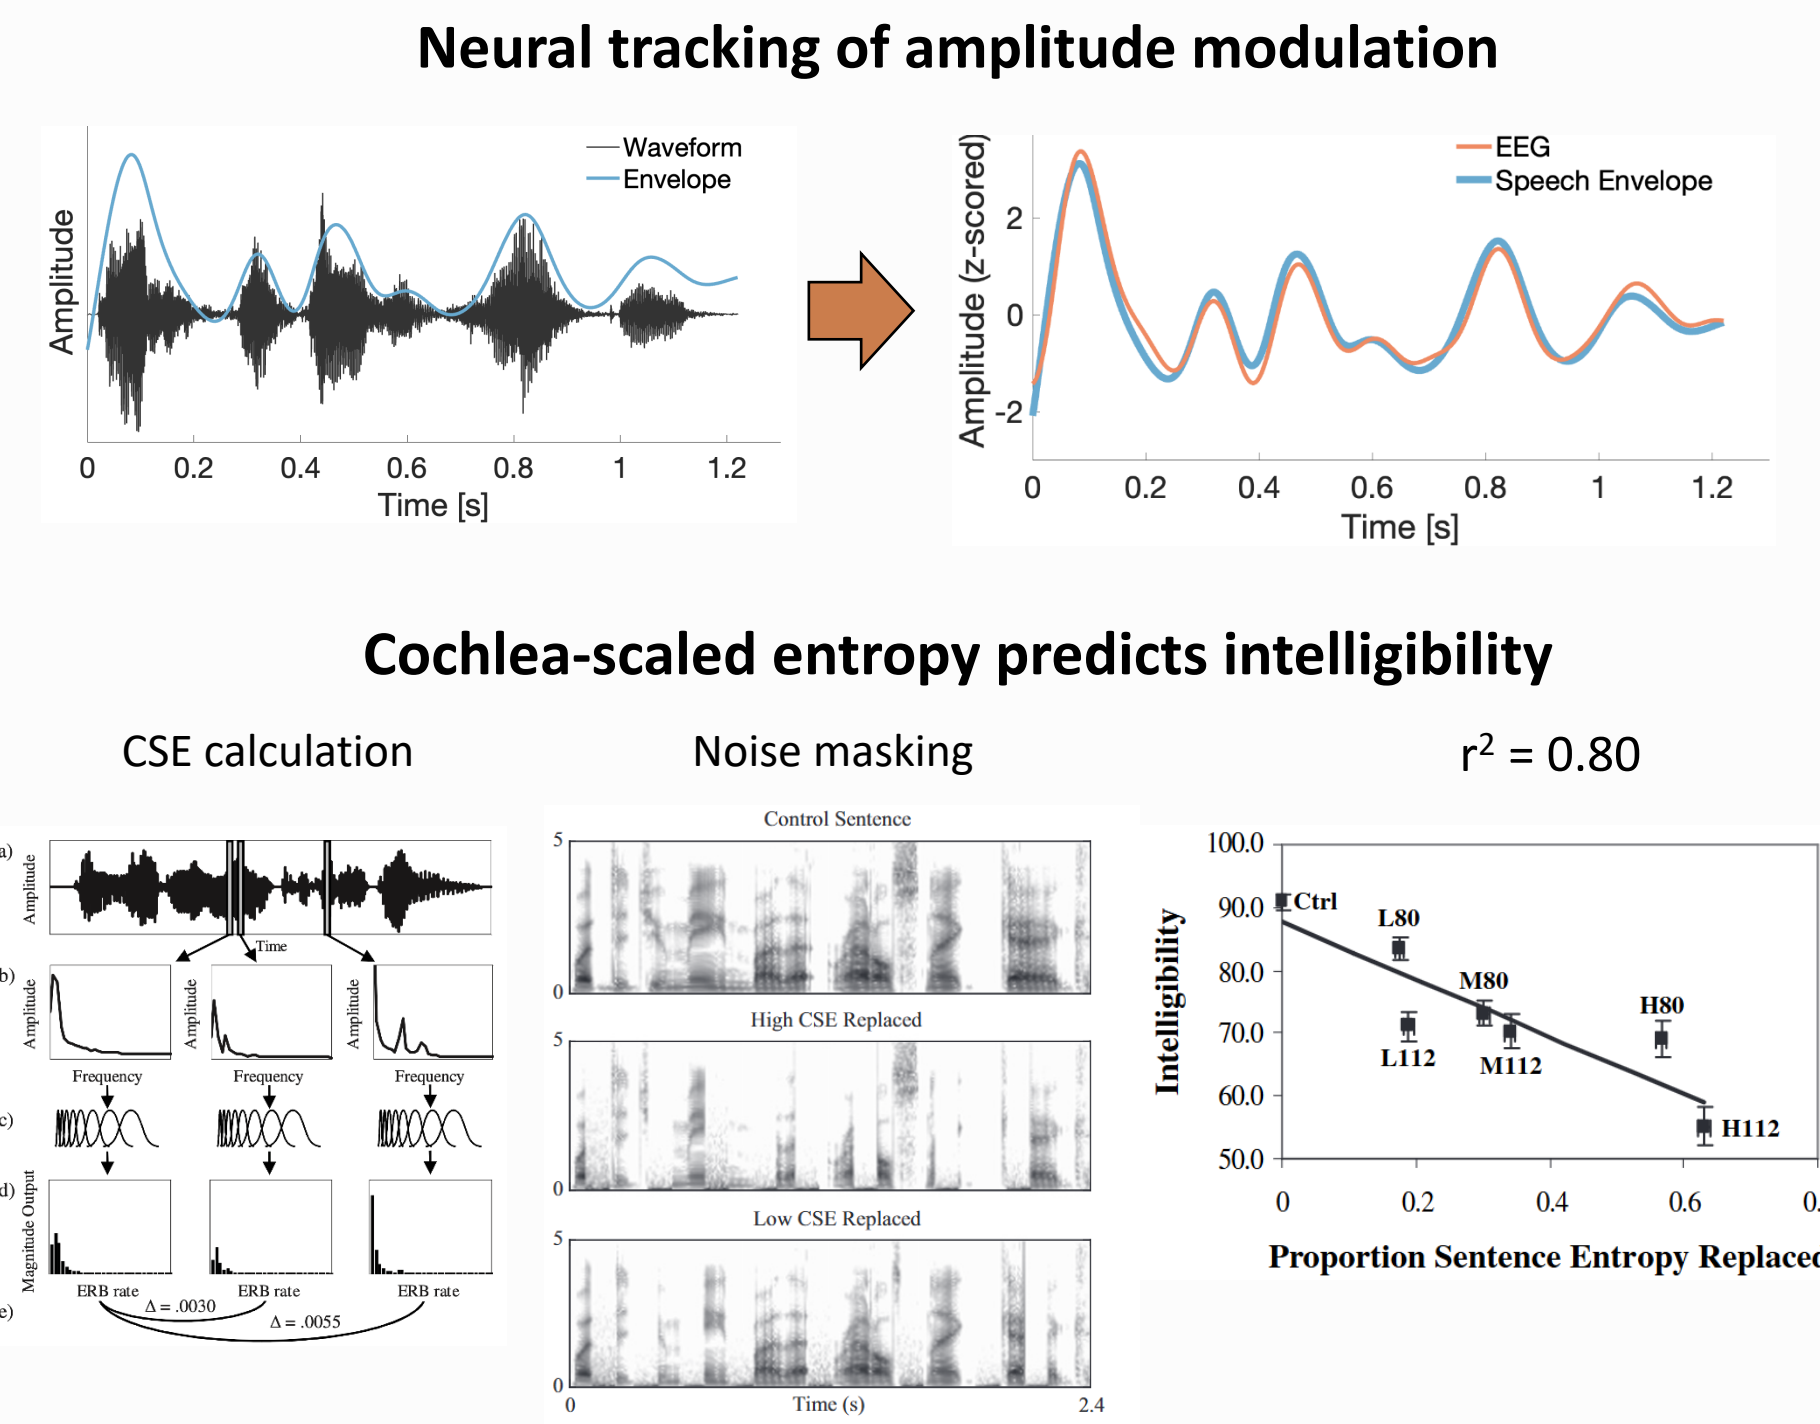 Neural tracking of amplitude modulation
Waveform
Envelope
Amplitude
0 0.2 0.4 0.6 0.8 1 1.2
Time [s]
EEG
Speech Envelope
Amplitude (z-scored)
2
0
-2
0 0.2 0.4 0.6 0.8 1 1.2
Time [s]
Cochlea-scaled entropy predicts intelligibility
CSE calculation
a)
Amplitude
Time
b)
Amplitude
Amplitude
Amplitude
Frequency Frequency Frequency
c)
d)
Magnitude Output
ERB rate ERB rate ERB rate
e)
Δ = .0030
Δ = .0055
Noise masking
Control Sentence
5
0
High CSE Replaced
5
0
Low CSE Replaced
5
0
0 Time (s) 2.4
r² = 0.80
100.0
90.0
80.0
70.0
60.0
50.0
Intelligibility
Ctrl
L80
M80
H80
L112
M112
H112
0 0.2 0.4 0.6 0.
Proportion Sentence Entropy Replaced